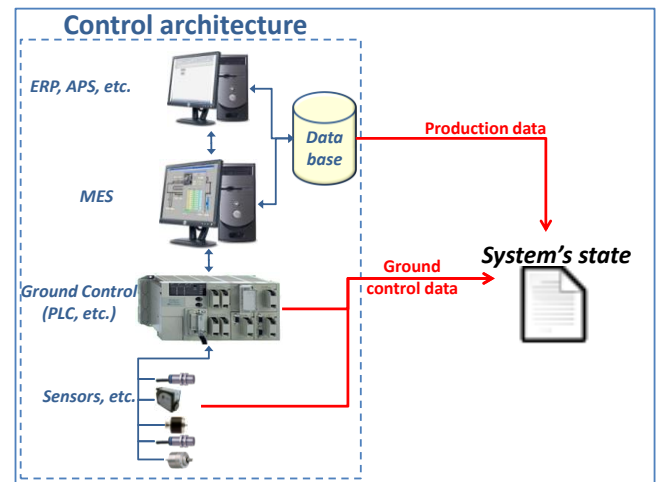 Control architecture
ERP, APS, etc.
Data
base
Production data
MES
System's state
Ground Control
(PLC, etc.)
Ground
control data
Sensors, etc.